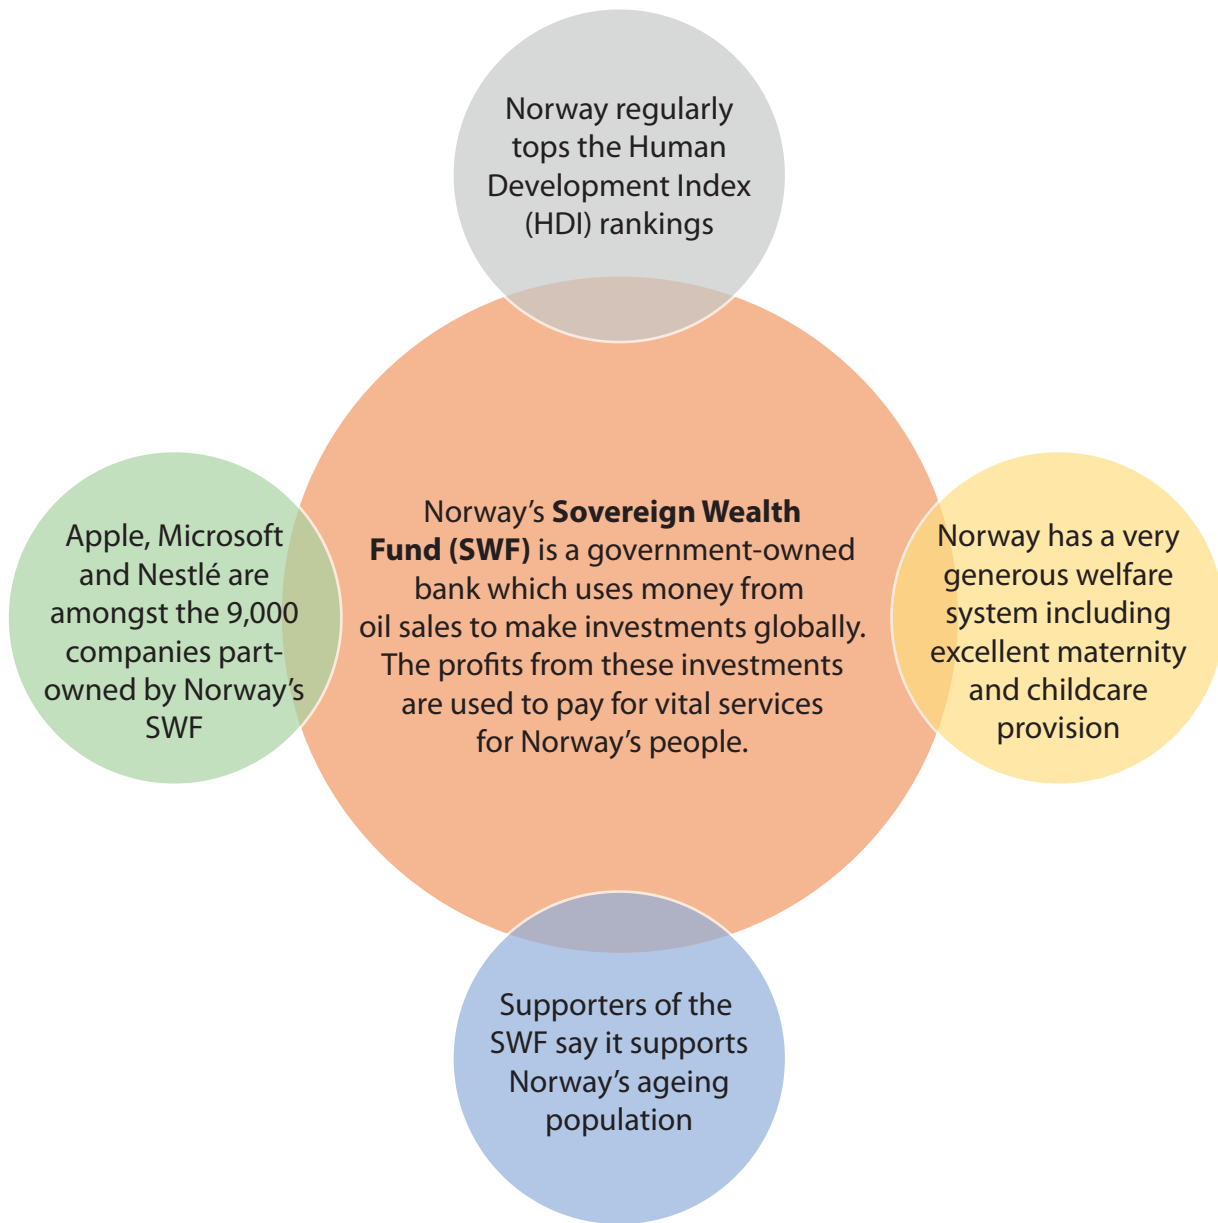 Norway regularly
tops the Human
Development Index
(HDI) rankings
Apple, Microsoft
and Nestlé are
amongst the 9,000
companies part-
owned by Norway’s
SWF
Norway’s Sovereign Wealth
Fund (SWF) is a government-owned
bank which uses money from
oil sales to make investments globally.
The profits from these investments
are used to pay for vital services
for Norway’s people.
Norway has a very
generous welfare
system including
excellent maternity
and childcare
provision
Supporters of the
SWF say it supports
Norway’s ageing
population